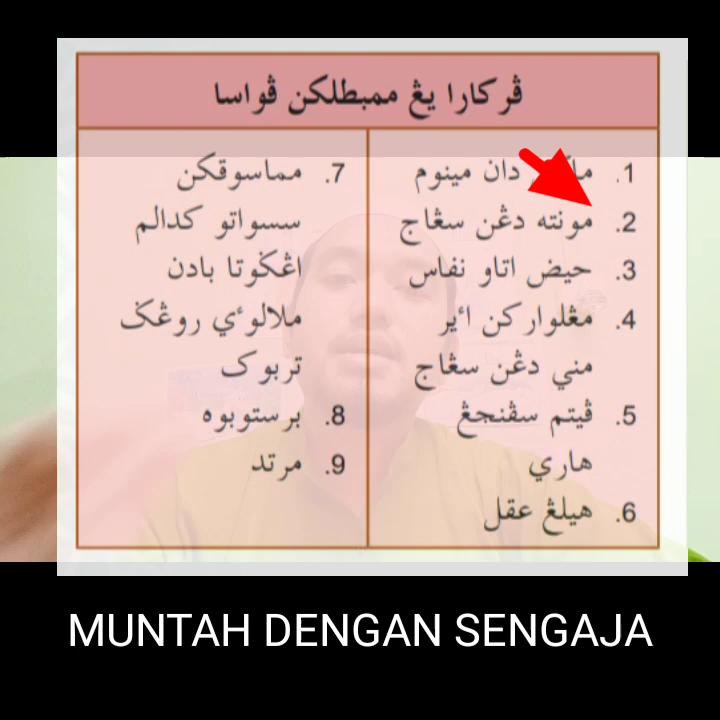 ڤركارا يڠ ممبطلكن ڤواسا
1. دان مينوم
2. مونته دڠن سڠاج
3. حيض اتاو نفاس
4. مڠلواركن اءير
مني دڠن سڠاج
5. ڤيتم سڤنجڠ
هاري
6. هيلڠ عقل
7. مماسوقكن
سسواتو كدالم
اڠݢوتا بادن
ملالوءي روڠݢ
تربوک
8. برستوبوه
9. مرتد
MUNTAH DENGAN SENGAJA